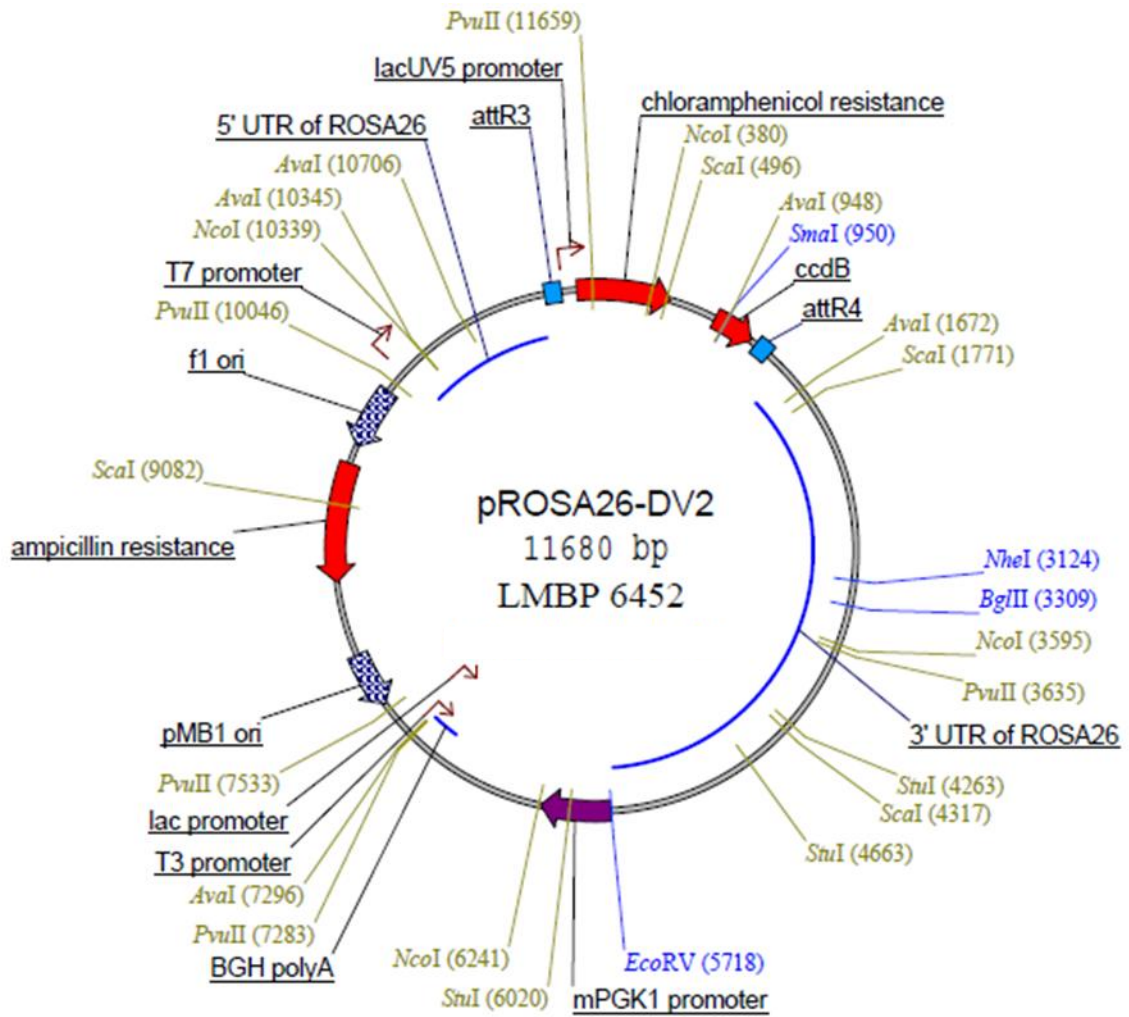 PvuII (11659)
lacUV5 promoter
chloramphenicol resistance
attR3
5' UTR of ROSA26
NcoI (380)
AvaI (10706)
ScaI (496)
AvaI (10345)
AvaI (948)
NcoI (10339)
SmaI (950)
T7 promoter
ccdB
PvuII (10046)
attR4
f1 ori
AvaI (1672)
ScaI (1771)
ScaI (9082)
pROSA26-DV2
ampicillin resistance
11680 bp
LMBP 6452
NheI (3124)
BglII (3309)
NcoI (3595)
PvuII (3635)
pMB1 ori
3' UTR of ROSA26
PvuII (7533)
StuI (4263)
lac promoter
ScaI (4317)
T3 promoter
StuI (4663)
AvaI (7296)
PvuII (7283)
BGH polyA
NcoI (6241)
EcoRV (5718)
StuI (6020)
mPGK1 promoter